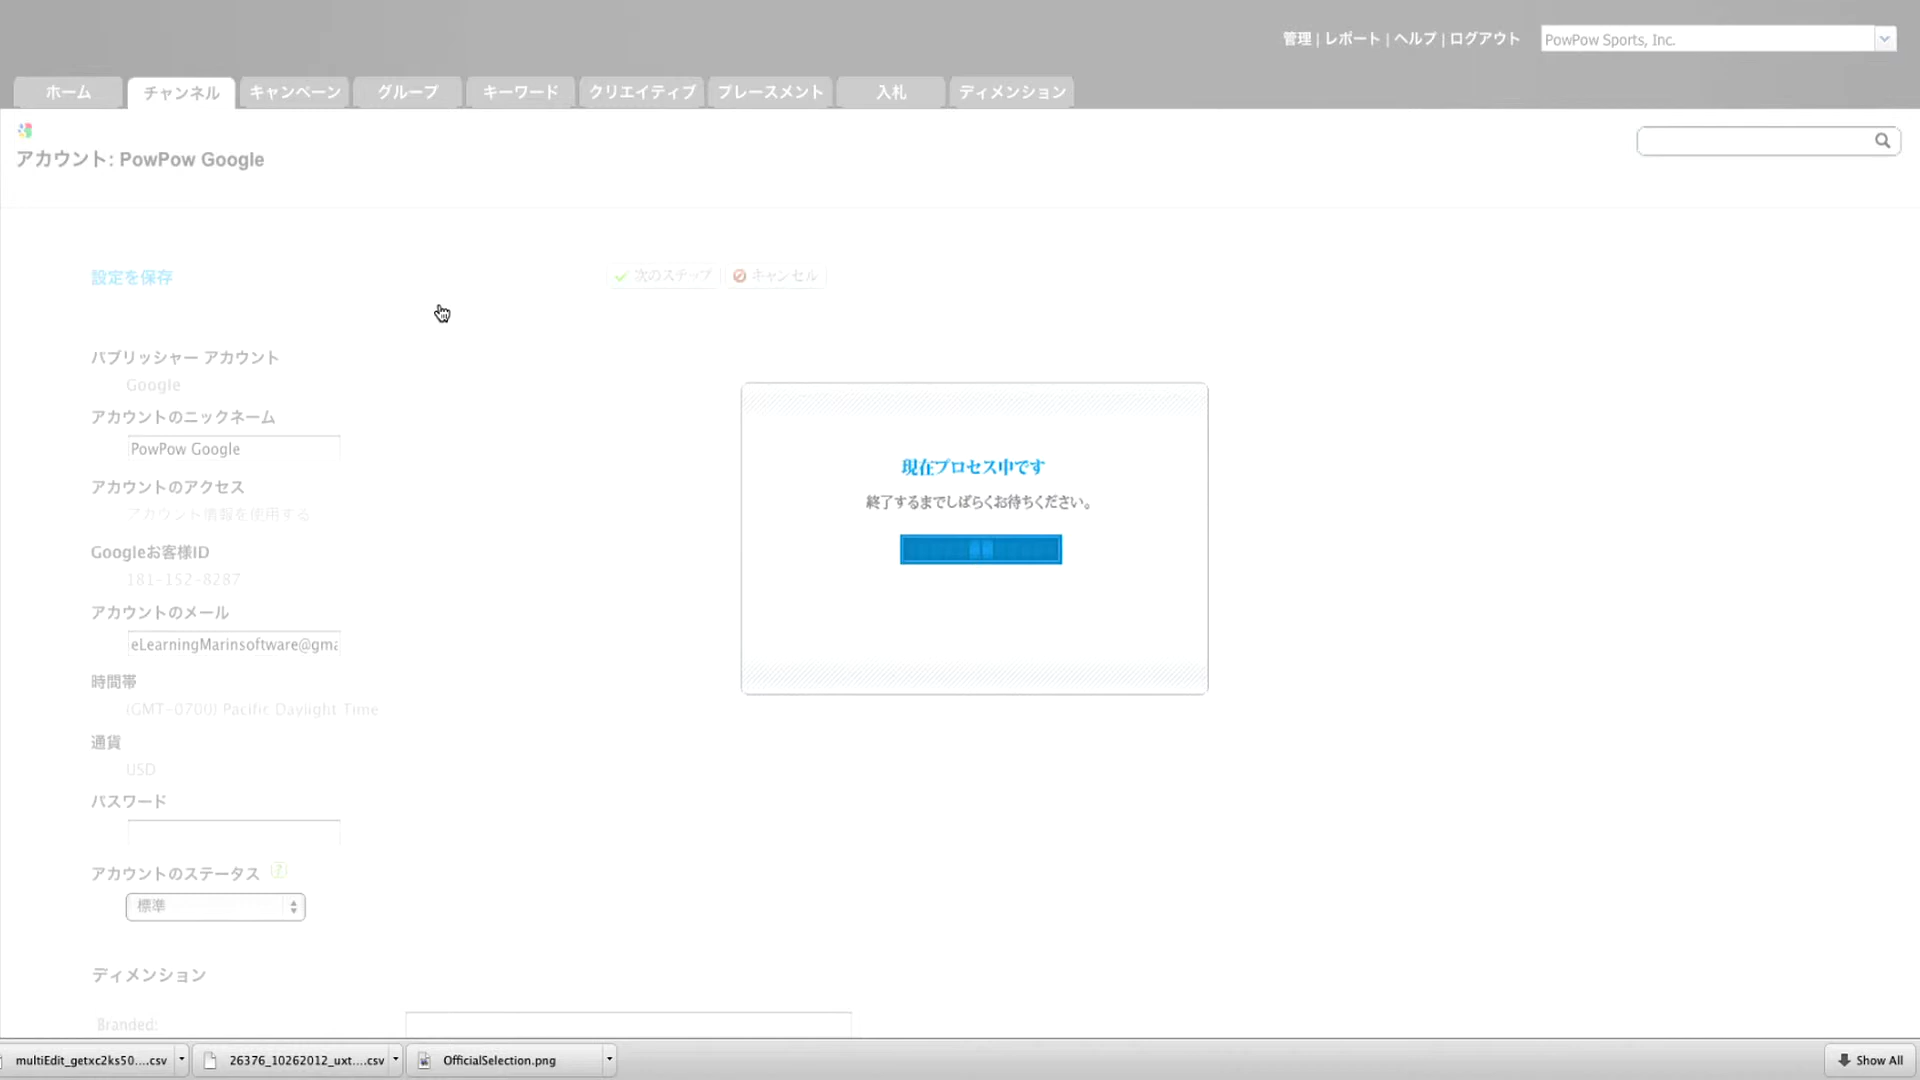 管理 | レポート | ヘルプ | ログアウト
PowPow Sports, Inc.
ホーム
チャンネル
キャンペーン
グループ
キーワード
クリエイティブ
プレースメント
入札
ディメンション
アカウント: PowPow Google
設定を保存
次のステップ
キャンセル
パブリッシャー アカウント
Google
アカウントのニックネーム
PowPow Google
アカウントのアクセス
アカウント情報を使用する
Googleお客様ID
181-152-8287
アカウントのメール
eLearningMarinsoftware@gma
時間帯
(GMT-0700) Pacific Daylight Time
通貨
USD
パスワード
アカウントのステータス ?
標準
ディメンション
Branded:
現在プロセス中です
終了するまでしばらくお待ちください。
multiEdit_getxc2ks50....csv
26376_10262012_uxt....csv
OfficialSelection.png
Show All